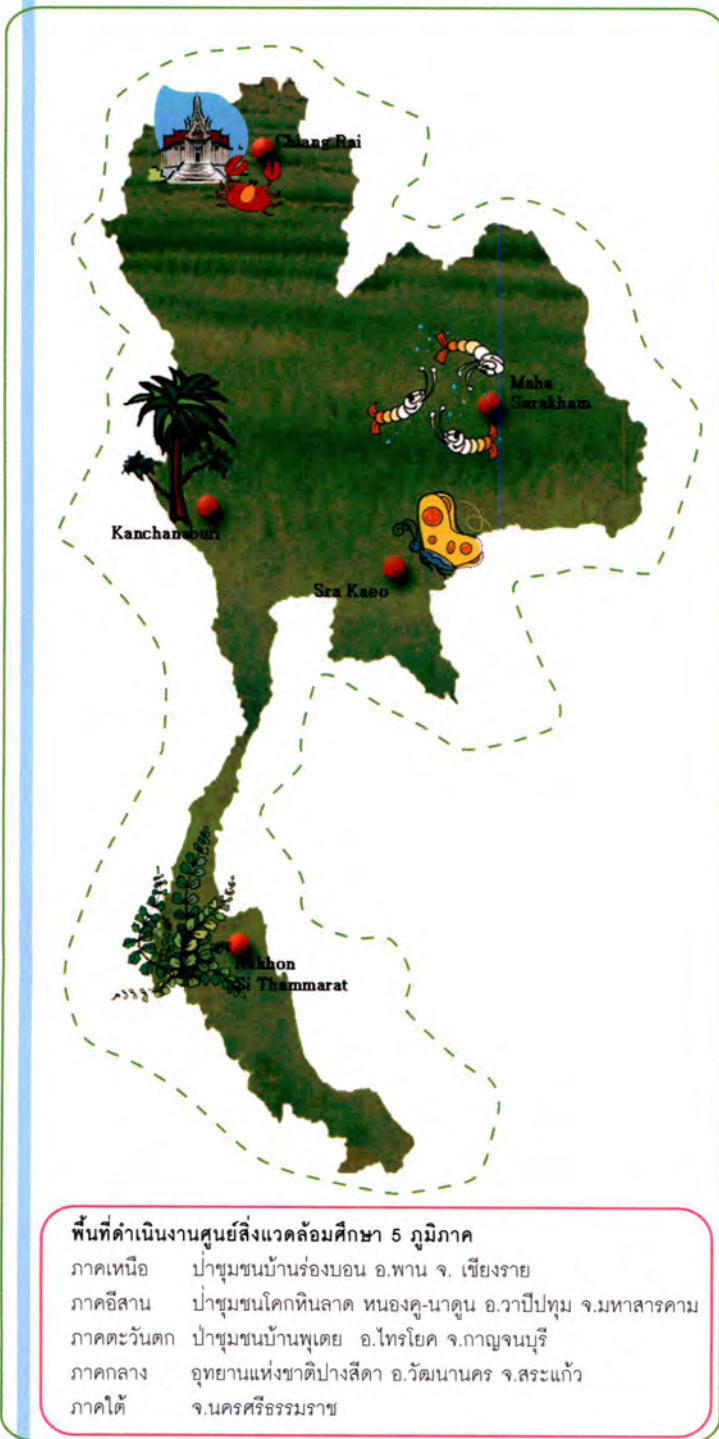 Chiang Rai
Maha
Sarakham
Kanchanaburi
Sra Kaeo
Nakhon
Si Thammarat
พื้นที่ดำเนินงานศูนย์สิ่งแวดล้อมศึกษา 5 ภูมิภาค
ภาคเหนือ ป่าชุมชนบ้านร่องบอน อ.พาน จ. เชียงราย
ภาคอีสาน ป่าชุมชนโคกหินลาด หนองคู-นาดูน อ.วาปีปทุม จ.มหาสารคาม
ภาคตะวันตก ป่าชุมชนบ้านพุเตย อ.ไทรโยค จ.กาญจนบุรี
ภาคกลาง อุทยานแห่งชาติปางสีดา อ.วัฒนานคร จ.สระแก้ว
ภาคใต้ จ.นครศรีธรรมราช